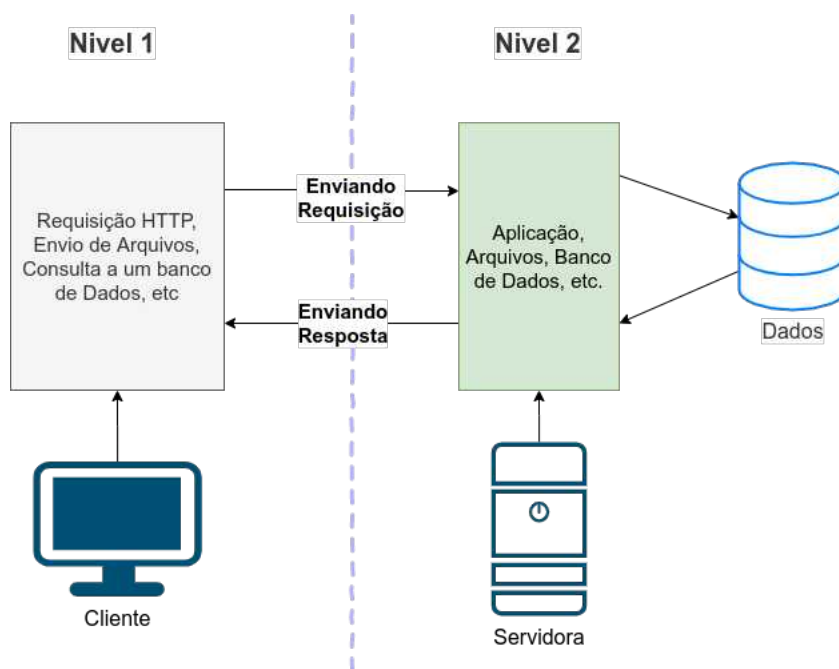 Nivel 1
Nivel 2
Requisição HTTP,
Envio de Arquivos,
Consulta a um banco
de Dados, etc
Enviando
Requisição
Enviando
Resposta
Aplicação,
Arquivos, Banco
de Dados, etc.
Dados
Cliente
Servidora